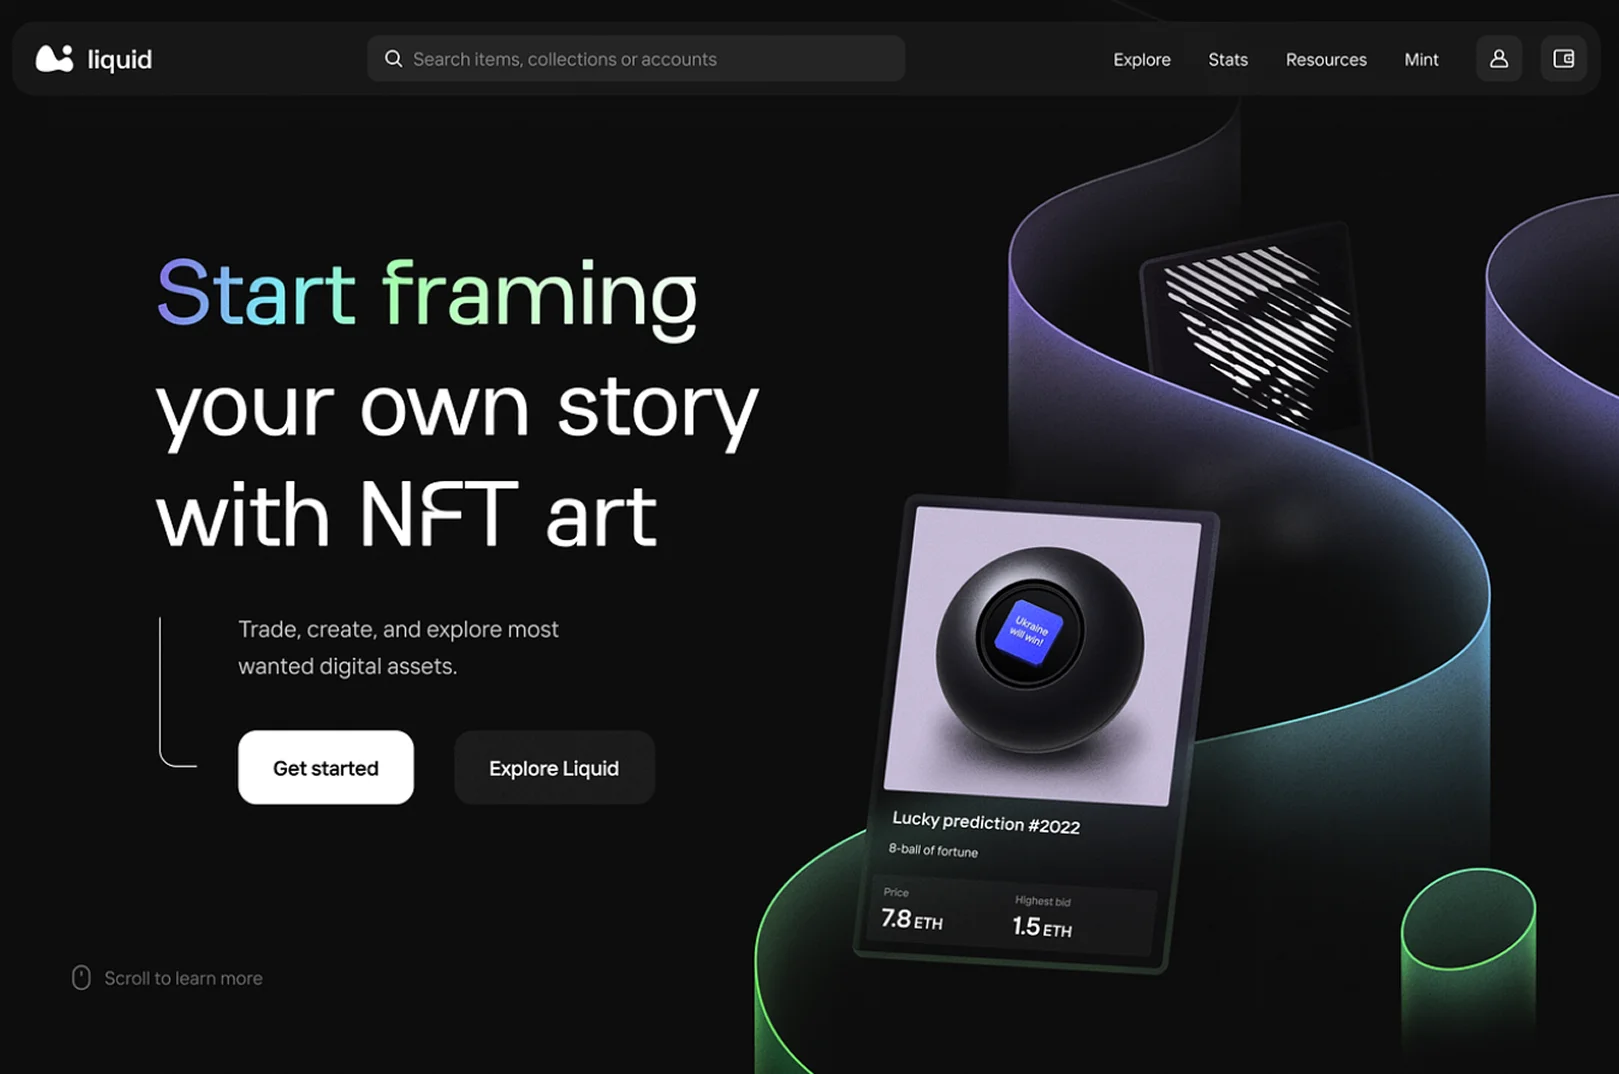 liquid
Search items, collections or accounts
Explore
Stats
Resources
Mint
Start framing
your own story
with NFT art
Trade, create, and explore most
wanted digital assets.
Get started
Explore Liquid
Ukraine
will win!
Lucky prediction #2022
8-ball of fortune
Price
7.8 ETH
Highest bid
1.5 ETH
Scroll to learn more